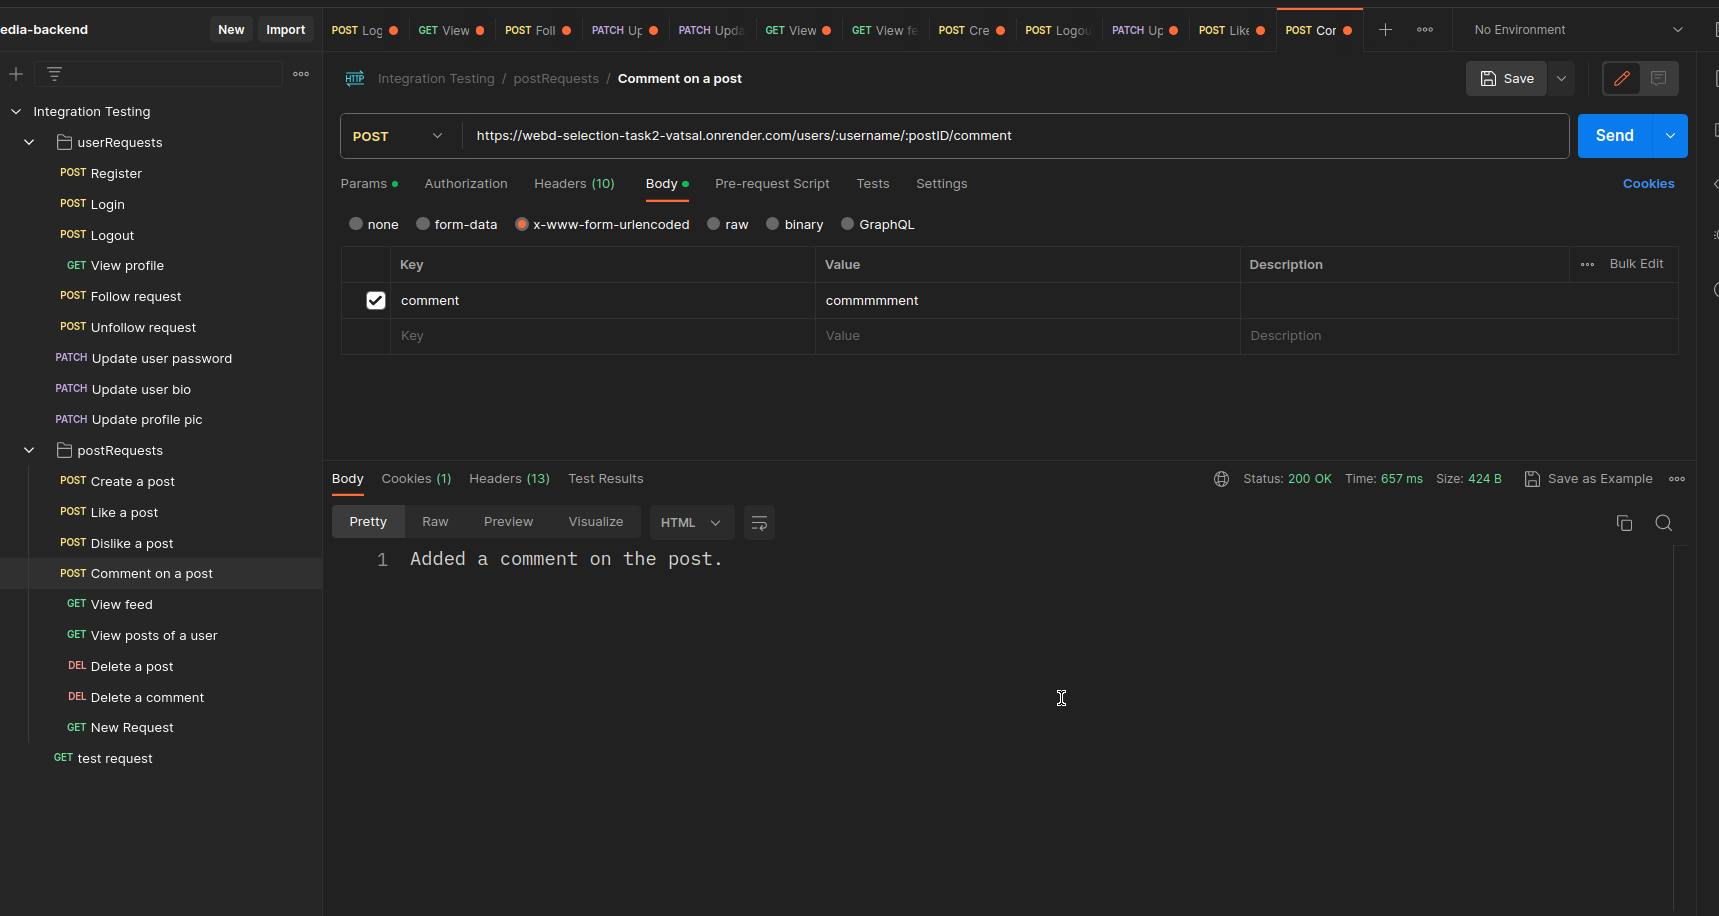 edia-backend
New
Import
POST Log
GET View
POST Foll
PATCH Up
PATCH Upda
GET View
GET View fe
POST Cre
POST Logou
PATCH Up
POST Like
POST Cor
No Environment
Integration Testing / postRequests / Comment on a post
HTTP
Save
POST
https://webd-selection-task2-vatsal.onrender.com/users/:username/:postID/comment
Send
Params
Authorization
Headers (10)
Body
Pre-request Script
Tests
Settings
Cookies
none
form-data
x-www-form-urlencoded
raw
binary
GraphQL
Key
Value
Description
Bulk Edit
comment
commmmment
Key
Value
Description
Body
Cookies (1)
Headers (13)
Test Results
Status: 200 OK
Time: 657 ms
Size: 424 B
Save as Example
Pretty
Raw
Preview
Visualize
HTML
1
Added a comment on the post.
Integration Testing
userRequests
POST Register
POST Login
POST Logout
GET View profile
POST Follow request
POST Unfollow request
PATCH Update user password
PATCH Update user bio
PATCH Update profile pic
postRequests
POST Create a post
POST Like a post
POST Dislike a post
POST Comment on a post
GET View feed
GET View posts of a user
DEL Delete a post
DEL Delete a comment
GET New Request
GET test request